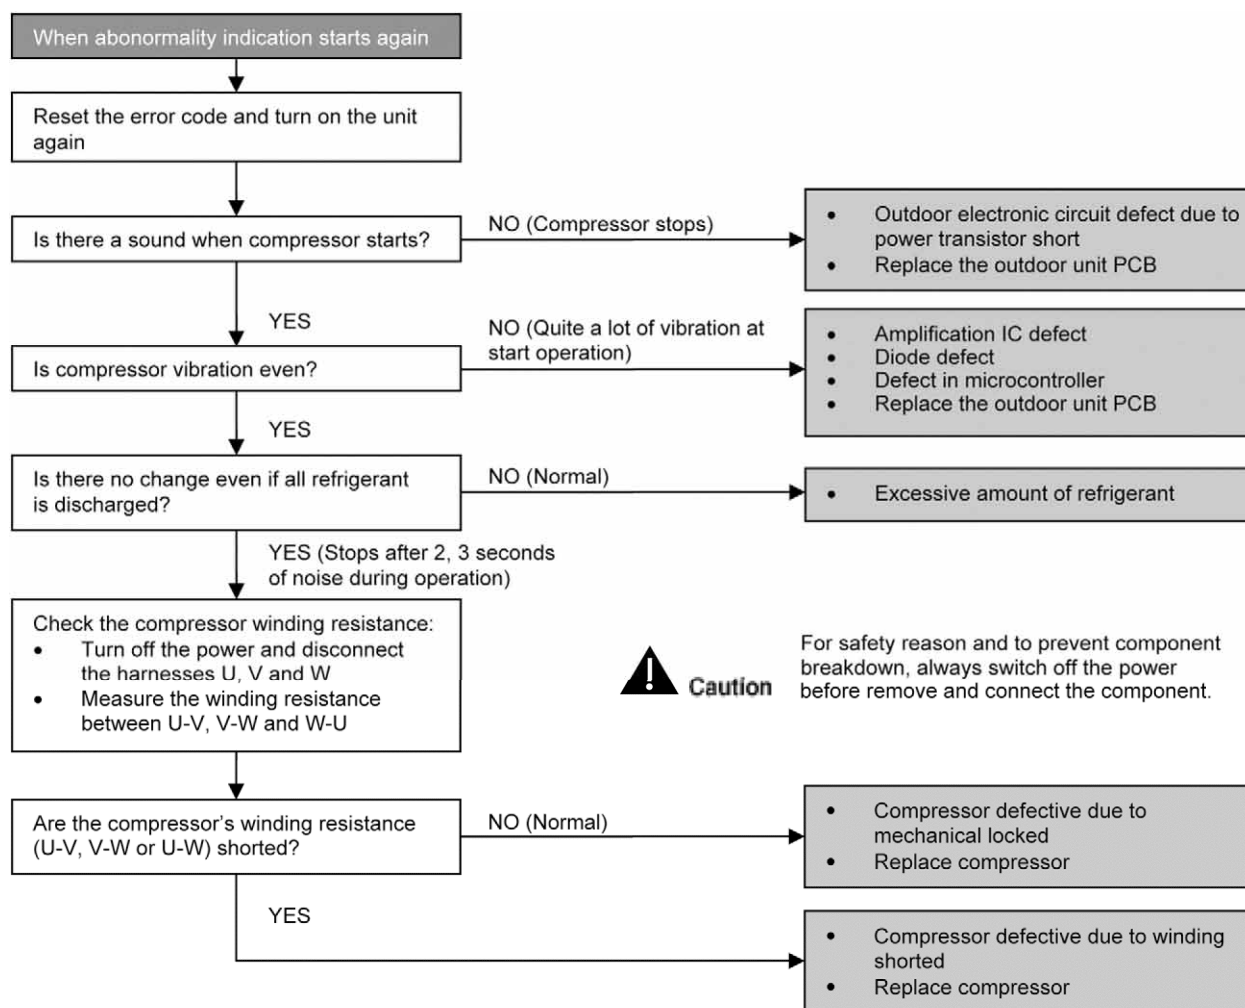 When abonormality indication starts again
Reset the error code and turn on the unit
again
Is there a sound when compressor starts?
NO (Compressor stops)
• Outdoor electronic circuit defect due to
power transistor short
• Replace the outdoor unit PCB
YES
NO (Quite a lot of vibration at
start operation)
Is compressor vibration even?
• Amplification IC defect
• Diode defect
• Defect in microcontroller
• Replace the outdoor unit PCB
YES
Is there no change even if all refrigerant
is discharged?
NO (Normal)
• Excessive amount of refrigerant
YES (Stops after 2, 3 seconds
of noise during operation)
Check the compressor winding resistance:
• Turn off the power and disconnect
the harnesses U, V and W
• Measure the winding resistance
between U-V, V-W and W-U
Caution
For safety reason and to prevent component
breakdown, always switch off the power
before remove and connect the component.
Are the compressor's winding resistance
(U-V, V-W or U-W) shorted?
NO (Normal)
• Compressor defective due to
mechanical locked
• Replace compressor
YES
• Compressor defective due to winding
shorted
• Replace compressor